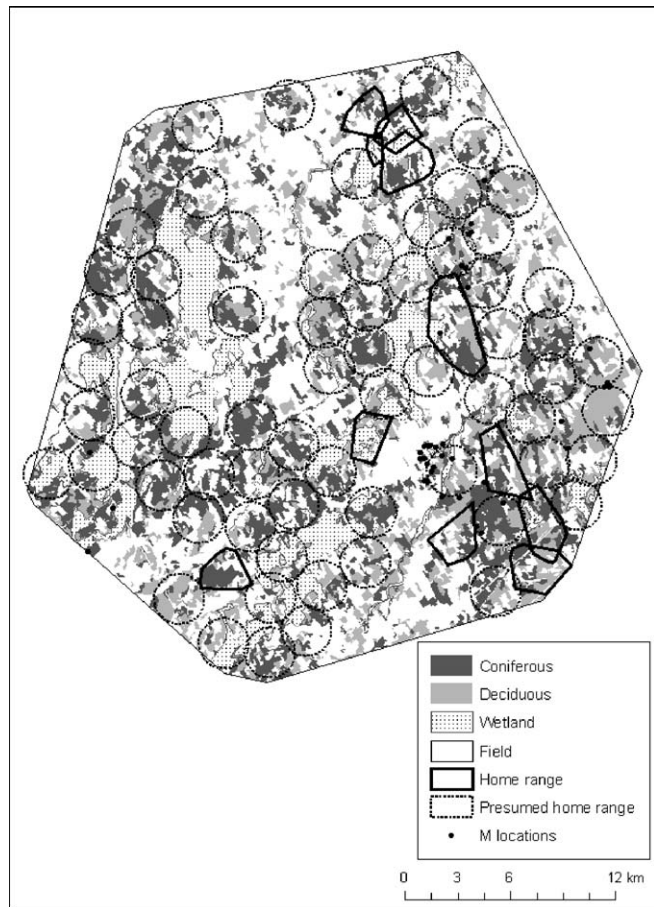 Coniferous
Deciduous
Wetland
Field
Home range
Presumed home range
M locations
0 3 6 12 km